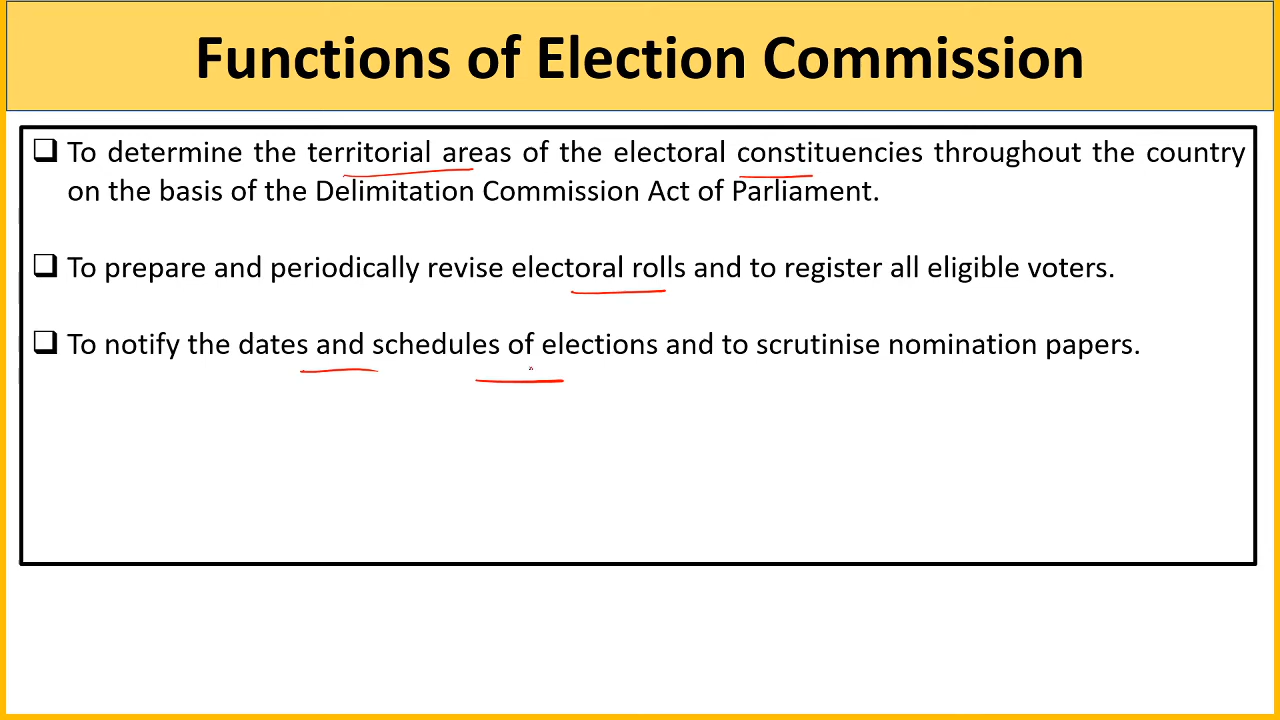 Functions of Election Commission
❑ To determine the territorial areas of the electoral constituencies throughout the country
on the basis of the Delimitation Commission Act of Parliament.
❑ To prepare and periodically revise electoral rolls and to register all eligible voters.
❑ To notify the dates and schedules of elections and to scrutinise nomination papers.